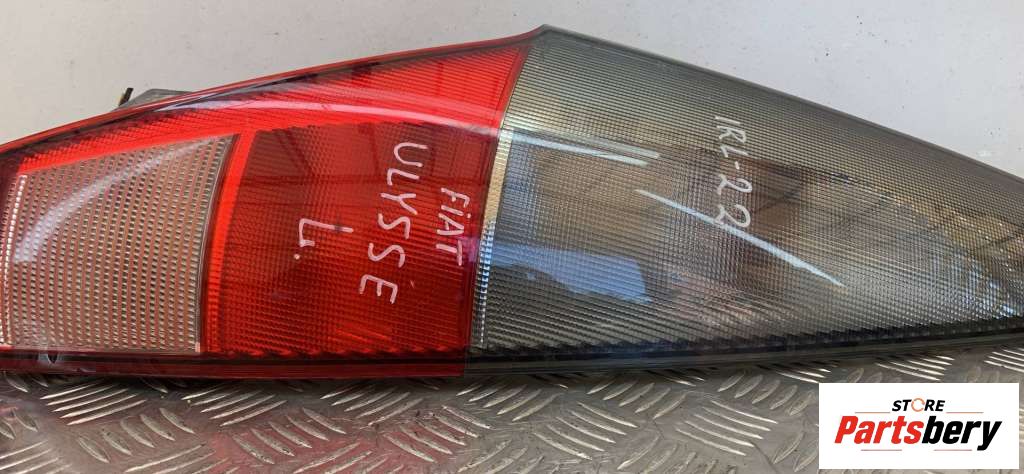 FiAT
ULYSSE
L.
IRL-22
STORE
Partsbery